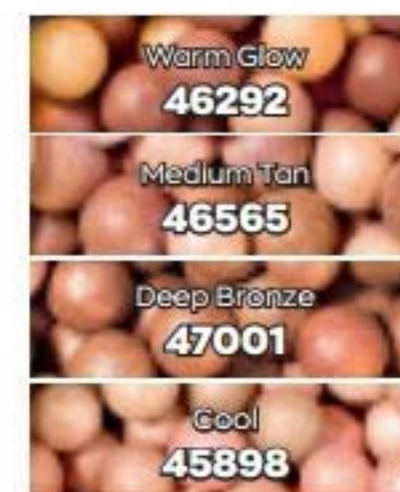 Warm Glow
46292
Medium Tan
46565
Deep Bronze
47001
Cool
45898